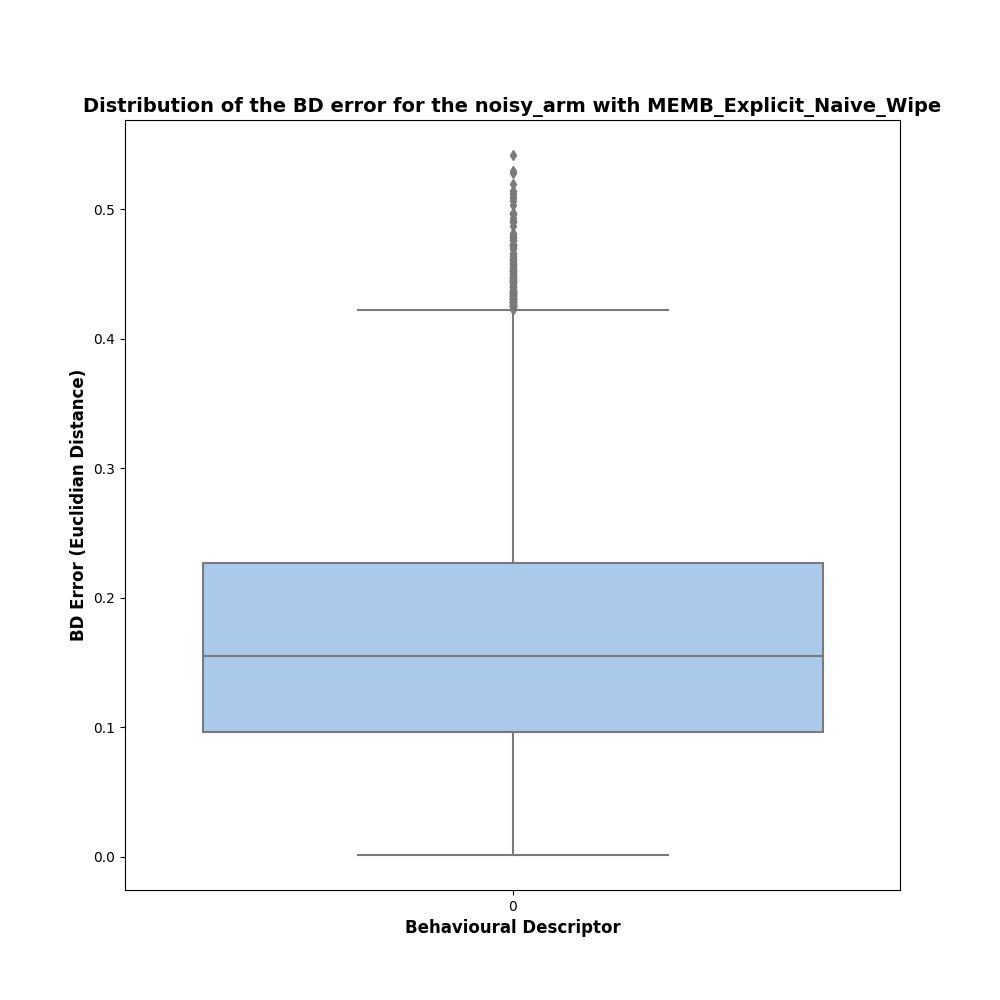 Distribution of the BD error for the noisy_arm with MEMB_Explicit_Naive_Wipe
BD Error (Euclidian Distance)
0.5
0.4
0.3
0.2
0.1
0.0
0
Behavioural Descriptor